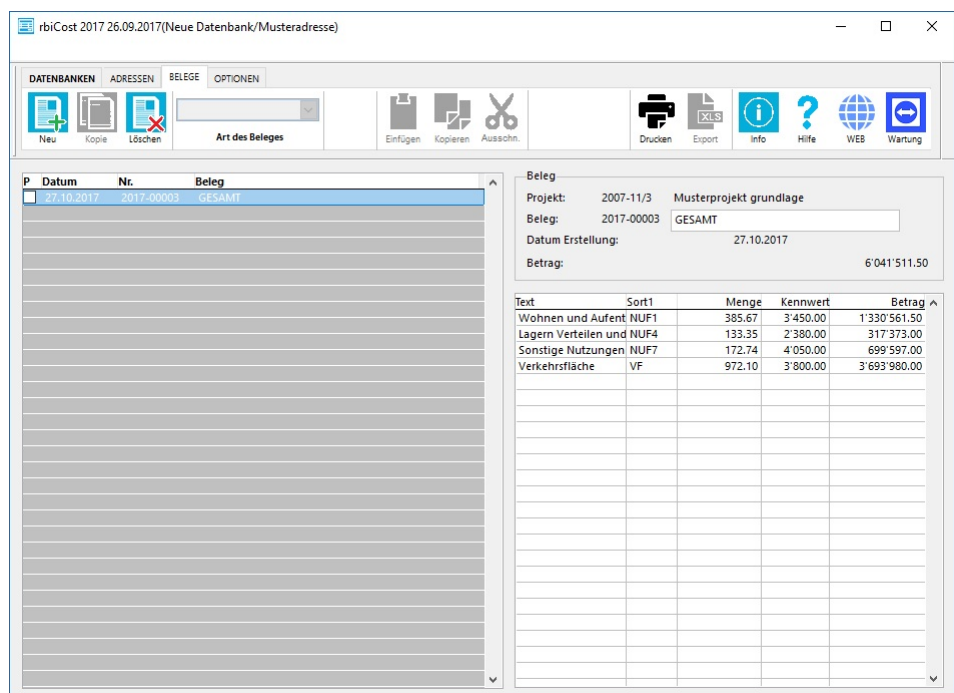 rbiCost 2017 26.09.2017(Neue Datenbank/Musteradresse)
DATENBANKEN ADRESSEN BELEGE OPTIONEN
Neu Kopie Löschen Art des Beleges Einfügen Kopieren Ausschn. Drucken XLS Export Info Hilfe WEB Wartung
P Datum Nr. Beleg
27.10.2017 2017-00003 GESAMT
Beleg
Projekt: 2007-11/3 Musterprojekt grundlage
Beleg: 2017-00003 GESAMT
Datum Erstellung: 27.10.2017
Betrag: 6'041'511.50
Text Sort1 Menge Kennwert Betrag
Wohnen und Aufent NUF1 385.67 3'450.00 1'330'561.50
Lagern Verteilen und NUF4 133.35 2'380.00 317'373.00
Sonstige Nutzungen NUF7 172.74 4'050.00 699'597.00
Verkehrsfläche VF 972.10 3'800.00 3'693'980.00